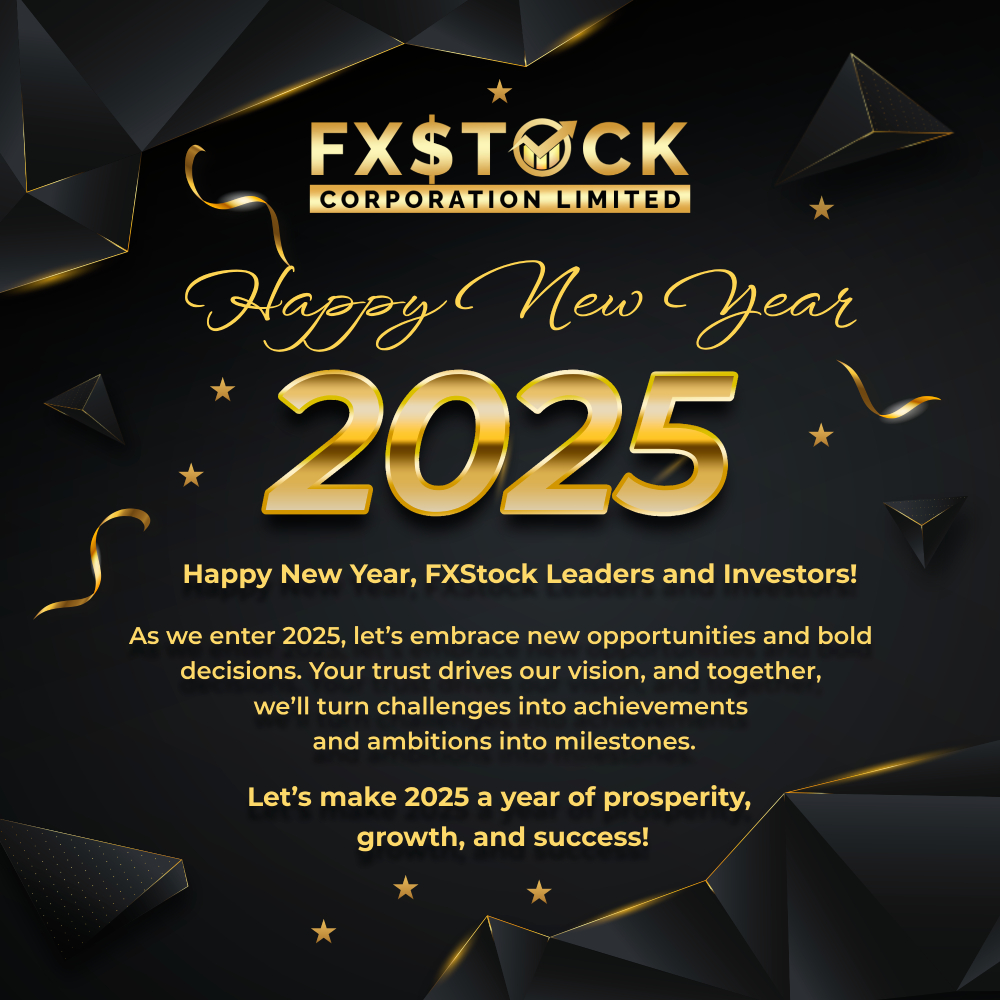 FX$TOCK
CORPORATION LIMITED
Happy New Year
2025
Happy New Year, FXStock Leaders and Investors!
As we enter 2025, let’s embrace new opportunities and bold
decisions. Your trust drives our vision, and together,
we’ll turn challenges into achievements
and ambitions into milestones.
Let’s make 2025 a year of prosperity,
growth, and success!